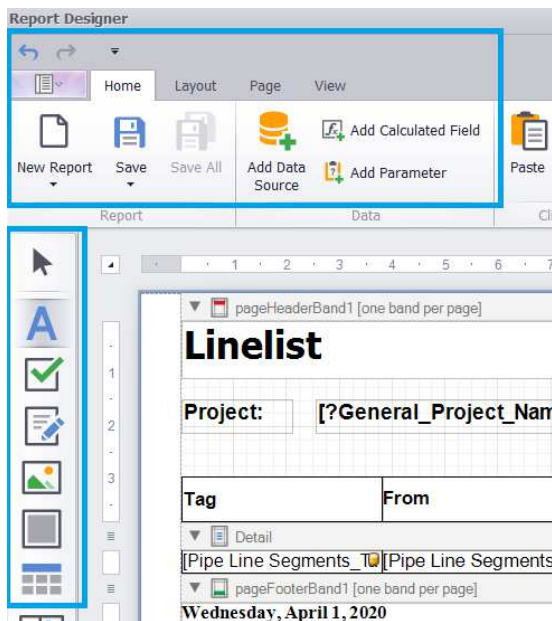 Report Designer
Home Layout Page View
New Report Save Save All Add Data Source Add Calculated Field Add Parameter Paste
Report Data
1 2 3 4 5 6 7
pageHeaderBand1 [one band per page]
Linelist
1
Project: [?General_Project_Nam
2
3
Tag From
Detail
[Pipe Line Segments_T [Pipe Line Segments
pageFooterBand1 [one band per page]
Wednesday, April 1, 2020